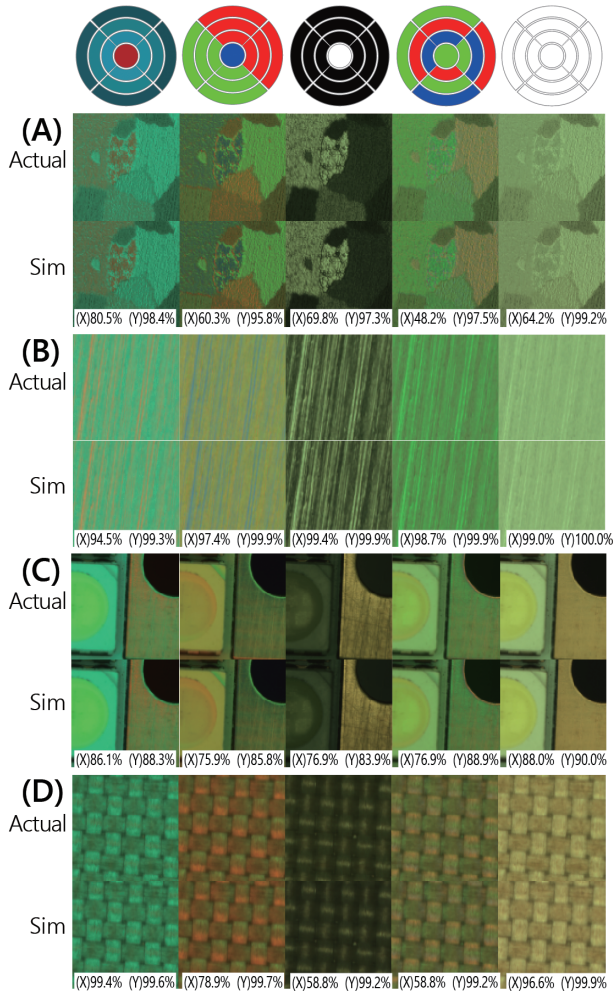 (A)
Actual
Sim
(X)80.5% (Y)98.4% (X)60.3% (Y)95.8% (X)69.8% (Y)97.3% (X)48.2% (Y)97.5% (X)64.2% (Y)99.2%
(B)
Actual
Sim
(X)94.5% (Y)99.3% (X)97.4% (Y)99.9% (X)99.4% (Y)99.9% (X)98.7% (Y)99.9% (X)99.0% (Y)100.0%
(C)
Actual
Sim
(X)86.1% (Y)88.3% (X)75.9% (Y)85.8% (X)76.9% (Y)83.9% (X)76.9% (Y)88.9% (X)88.0% (Y)90.0%
(D)
Actual
Sim
(X)99.4% (Y)99.6% (X)78.9% (Y)99.7% (X)58.8% (Y)99.2% (X)58.8% (Y)99.2% (X)96.6% (Y)99.9%